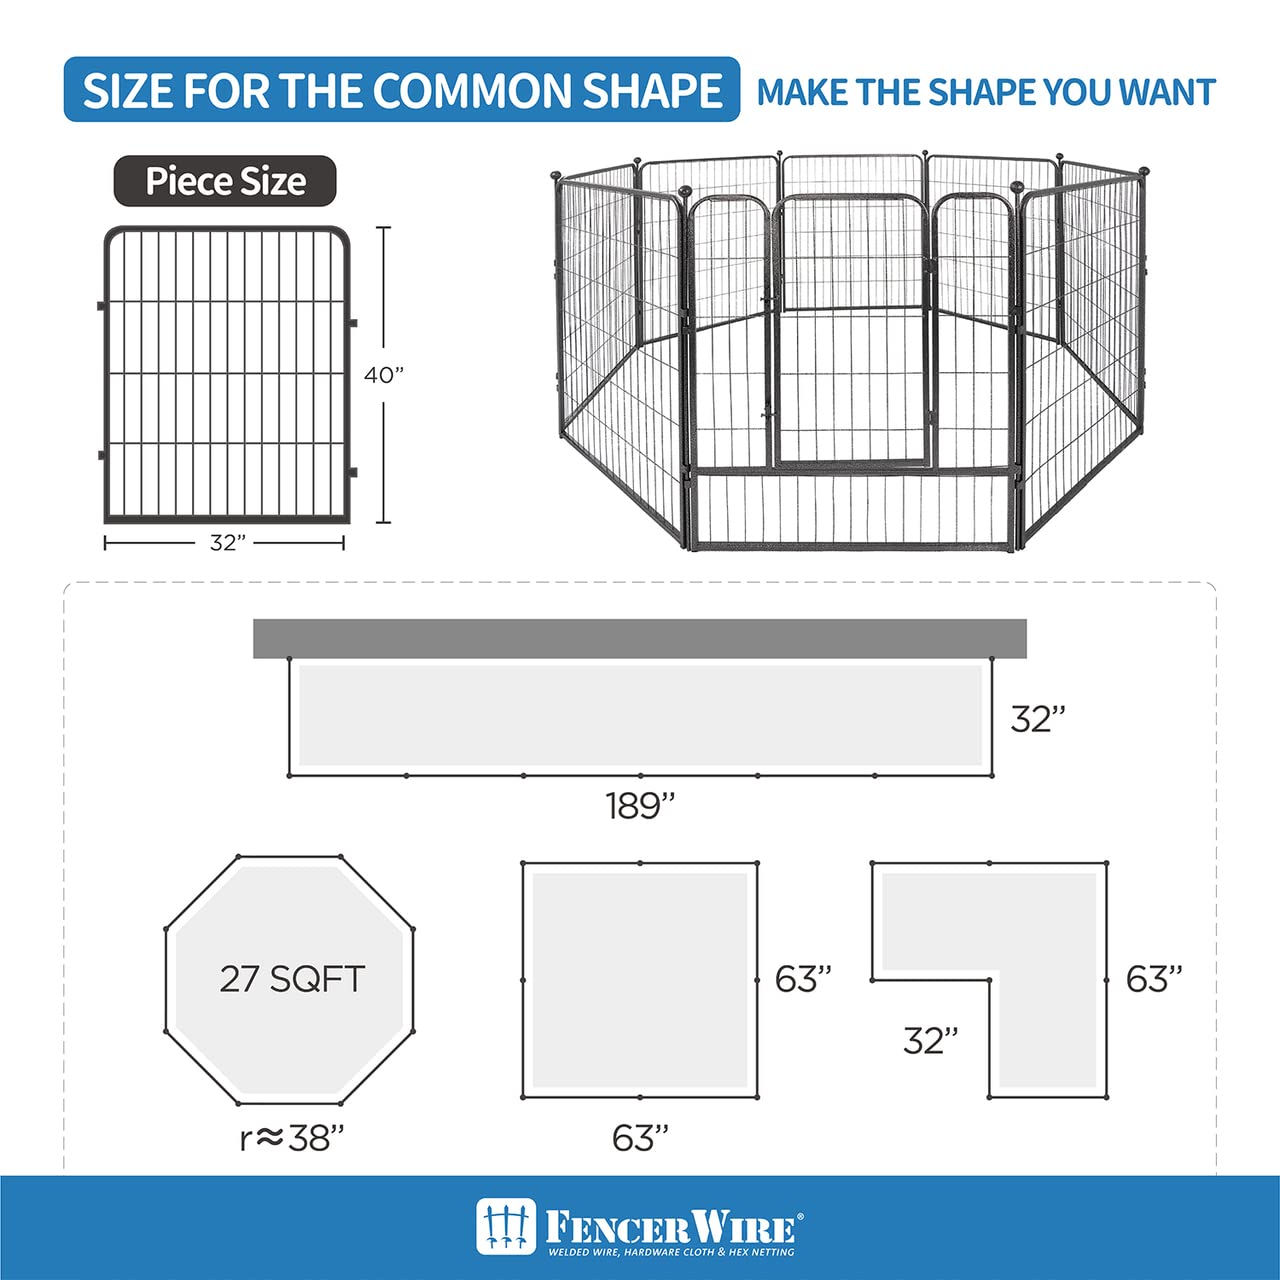 SIZE FOR THE COMMON SHAPE MAKE THE SHAPE YOU WANT
Piece Size
40”
32”
32”
189”
27 SQFT
r≈38”
63”
63”
63”
32”
FENCERWIRE®
WELDED WIRE, HARDWARE CLOTH & HEX NETTING